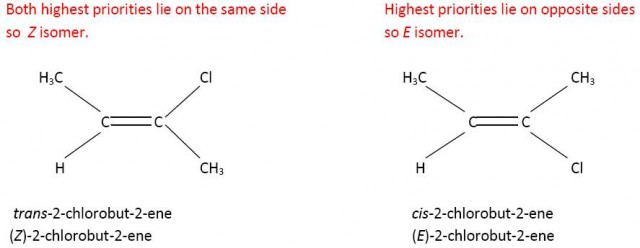 Both highest priorities lie on the same side
so Z isomer.
H₃C
Cl
C
C
H
CH₃
trans-2-chlorobut-2-ene
(Z)-2-chlorobut-2-ene
Highest priorities lie on opposite sides
so E isomer.
H₃C
CH₃
C
C
H
Cl
cis-2-chlorobut-2-ene
(E)-2-chlorobut-2-ene